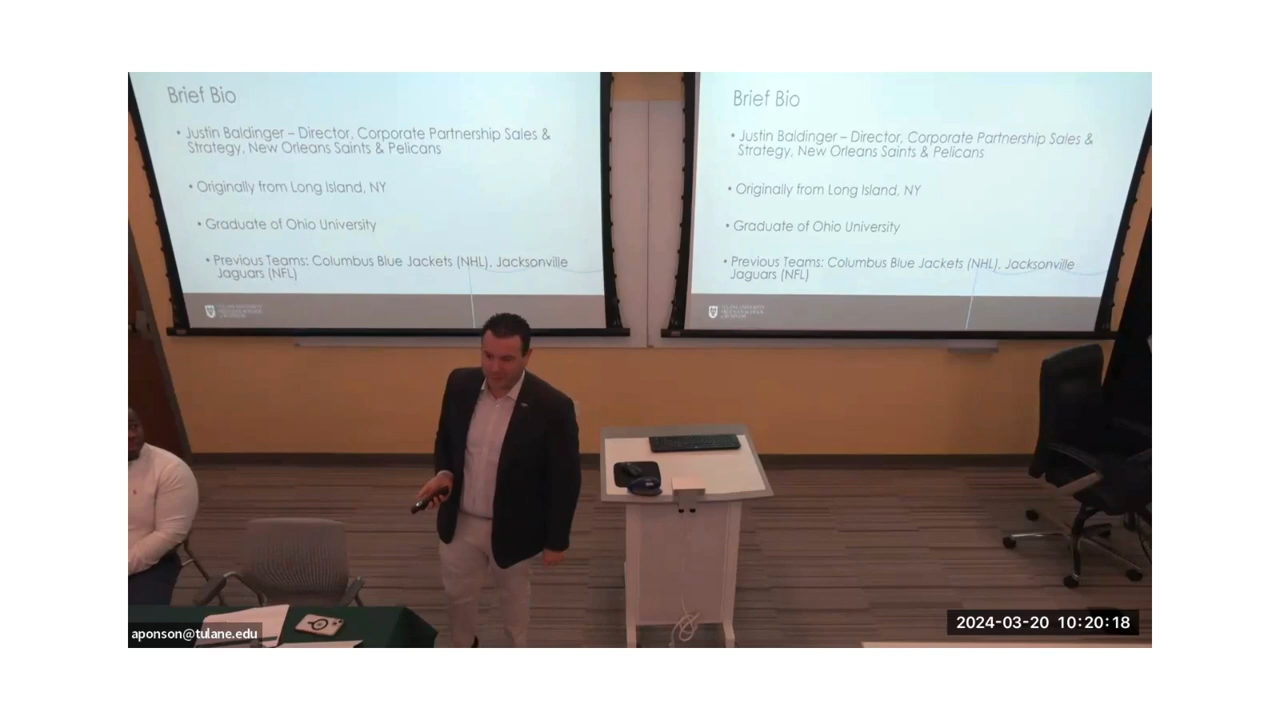 Brief Bio
• Justin Baldinger – Director, Corporate Partnership Sales &
Strategy, New Orleans Saints & Pelicans
• Originally from Long Island, NY
• Graduate of Ohio University
• Previous Teams: Columbus Blue Jackets (NHL), Jacksonville
Jaguars (NFL)
Brief Bio
• Justin Baldinger – Director, Corporate Partnership Sales &
Strategy, New Orleans Saints & Pelicans
• Originally from Long Island, NY
• Graduate of Ohio University
• Previous Teams: Columbus Blue Jackets (NHL), Jacksonville
Jaguars (NFL)
aponson@tulane.edu
2024-03-20 10:20:18